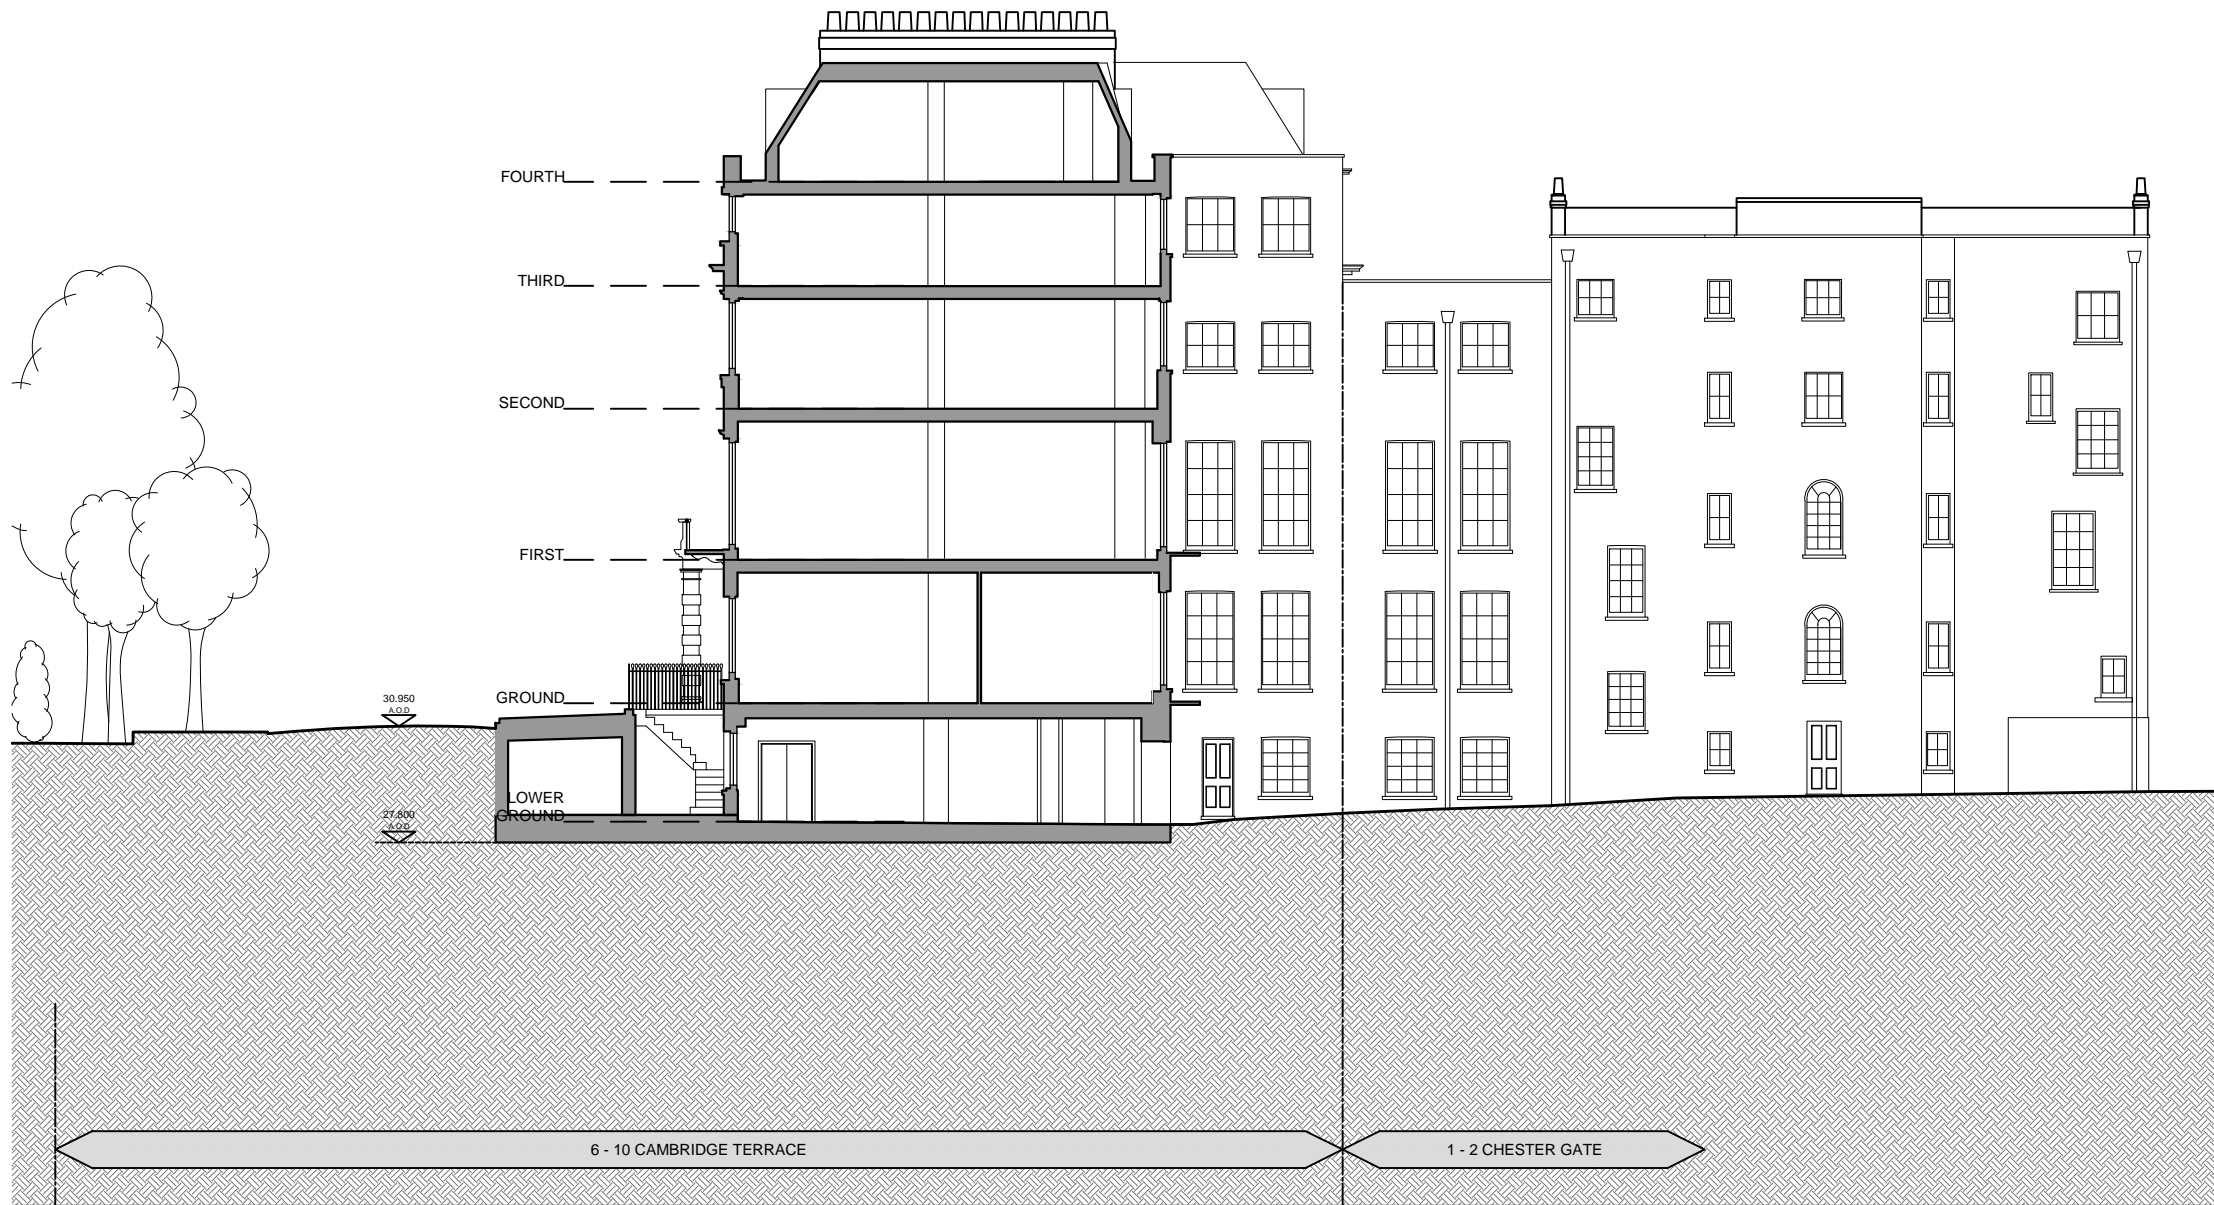 FOURTH
THIRD
SECOND
FIRST
GROUND
30.950
A.O.D
LOWER
GROUND
27.800
A.O.D
6 - 10 CAMBRIDGE TERRACE
1 - 2 CHESTER GATE